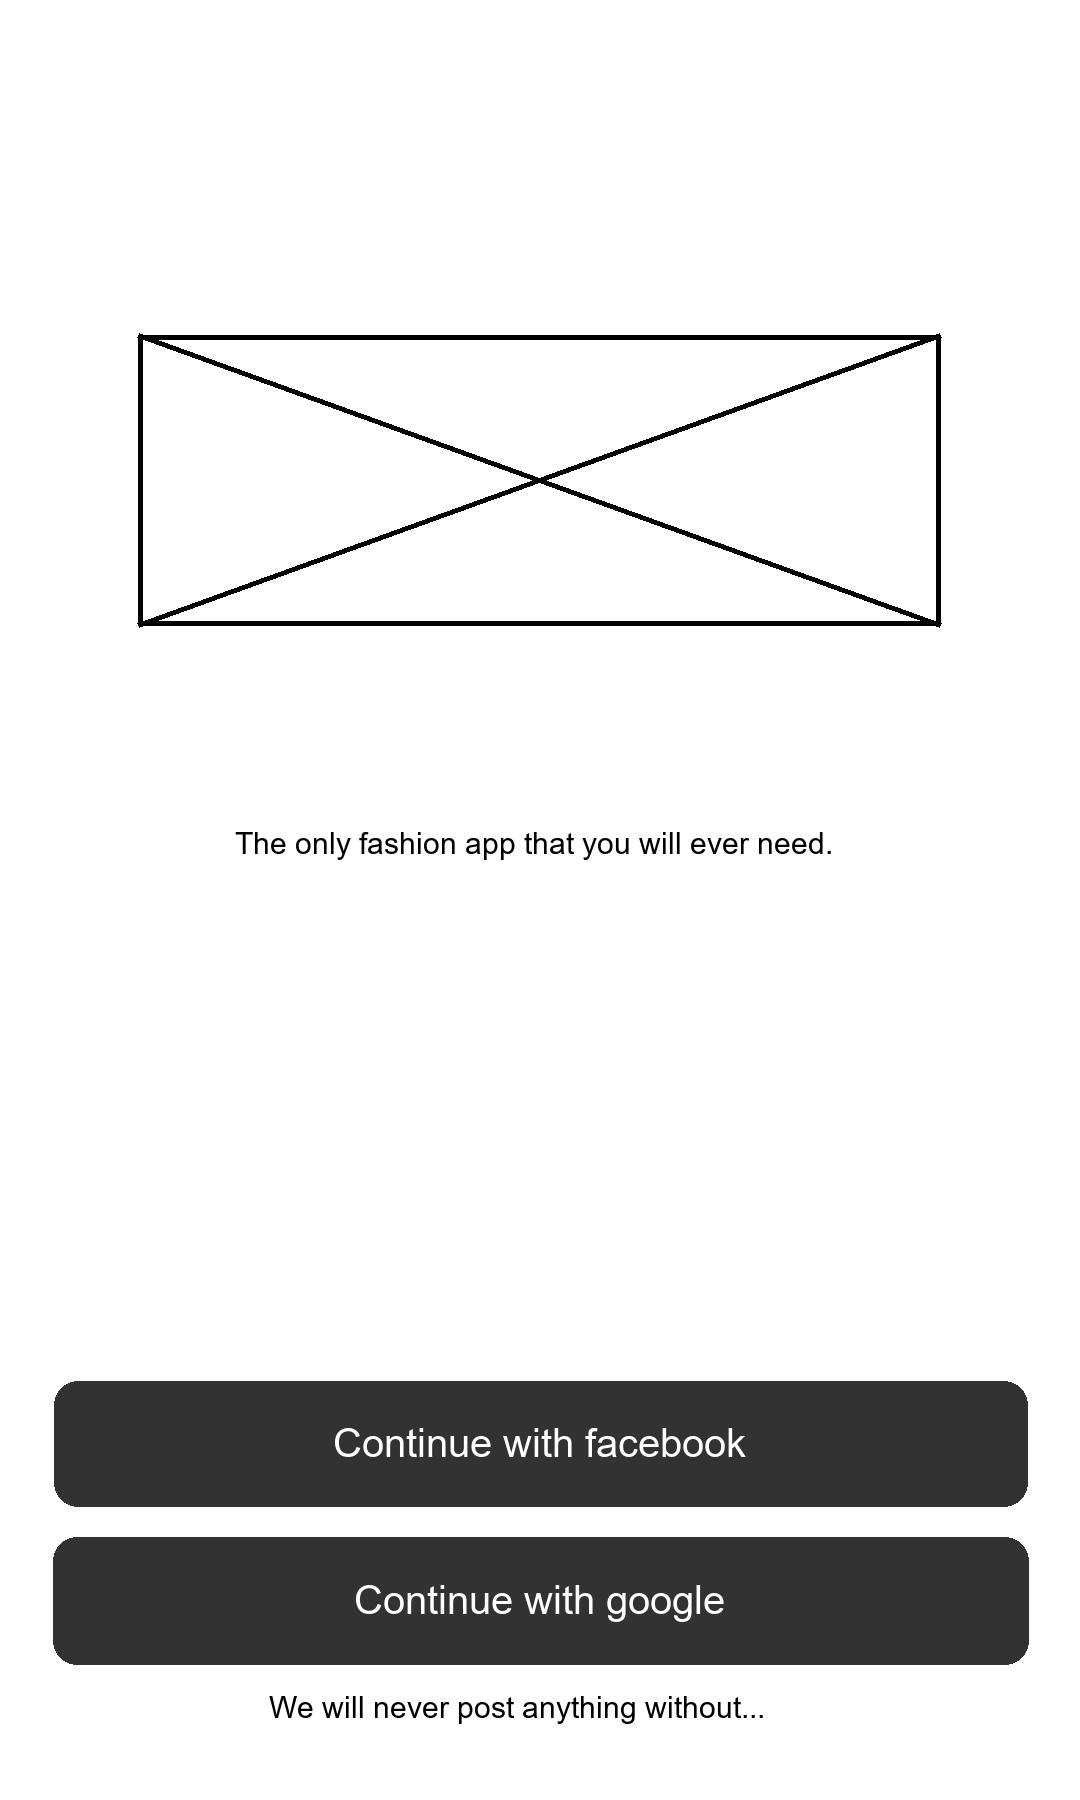 The only fashion app that you will ever need.
Continue with facebook
Continue with google
We will never post anything without...